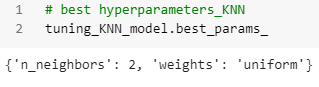 1 # best hyperparameters_KNN
2 tuning_KNN_model.best_params_
{'n_neighbors': 2, 'weights': 'uniform'}